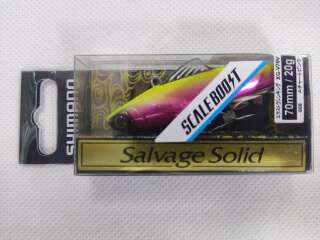 SHIMANO
SCALE BOOST
Salvage Solid
70mm / 20g